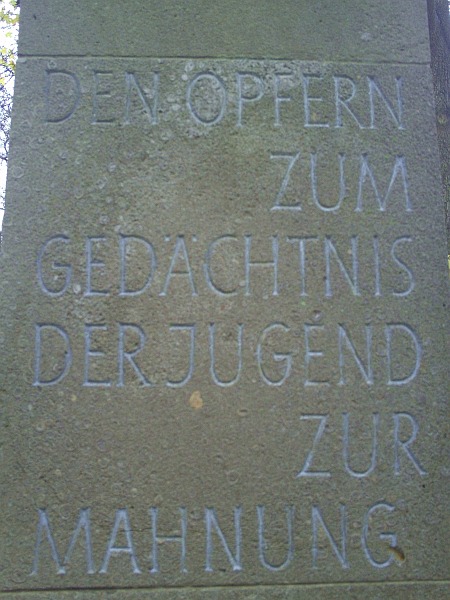 DEN OPFERN
ZUM
GEDÄCHTNIS
DER JUGEND
ZUR
MAHNUNG